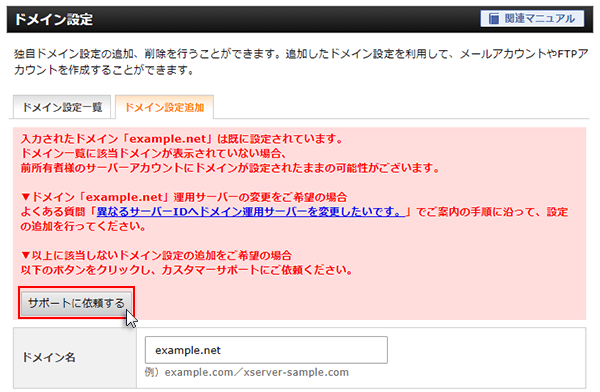 ドメイン設定
関連マニュアル
独自ドメイン設定の追加、削除を行うことができます。追加したドメイン設定を利用して、メールアカウントやFTPア
カウントを作成することができます。
ドメイン設定一覧
ドメイン設定追加
入力されたドメイン「example.net」は既に設定されています。
ドメイン一覧に該当ドメインが表示されていない場合、
前所有者様のサーバーアカウントにドメインが設定されたままの可能性がございます。
▼ドメイン「example.net」運用サーバーの変更をご希望の場合
よくある質問「異なるサーバーIDへドメイン運用サーバーを変更したいです。」でご案内の手順に沿って、設定
の追加を行ってください。
▼以上に該当しないドメイン設定の追加をご希望の場合
以下のボタンをクリックし、カスタマーサポートにご依頼ください。
サポートに依頼する
ドメイン名
example.net
例）example.com／xserver-sample.com